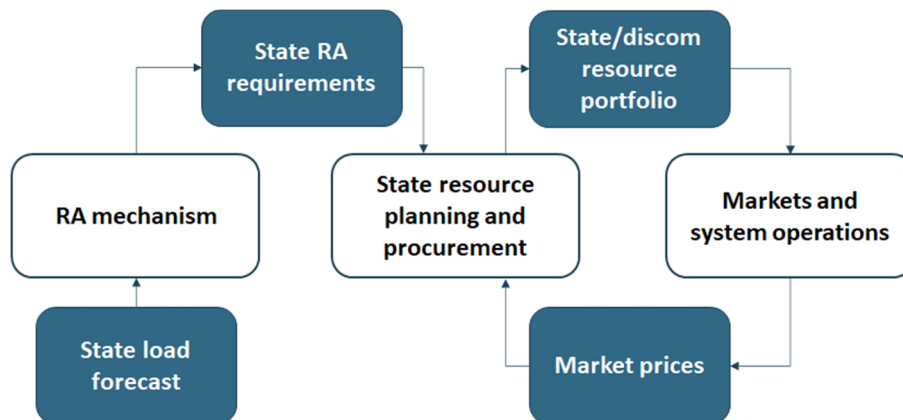 State RA
requirements
State/discom
resource
portfolio
RA mechanism
State resource
planning and
procurement
Markets and
system operations
State load
forecast
Market prices